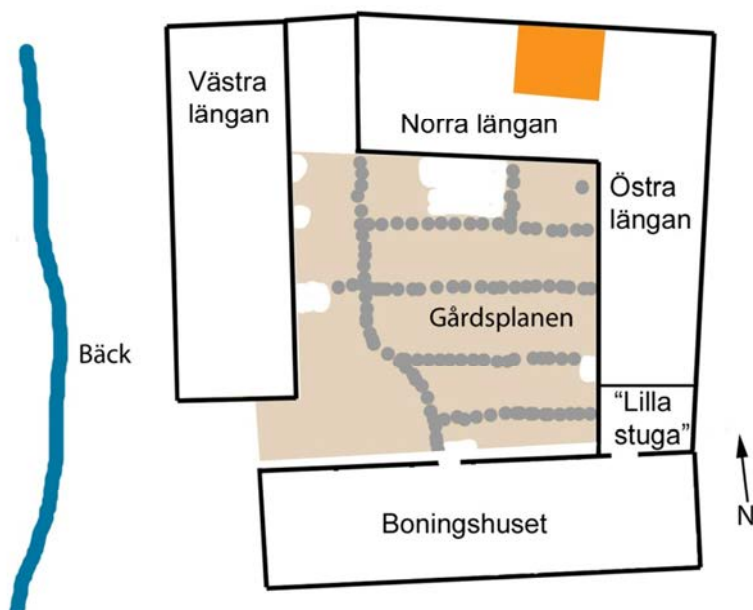 Västra
längan
Norra längan
Östra
längan
Gårdsplanen
Bäck
“Lilla
stuga”
N
Boningshuset